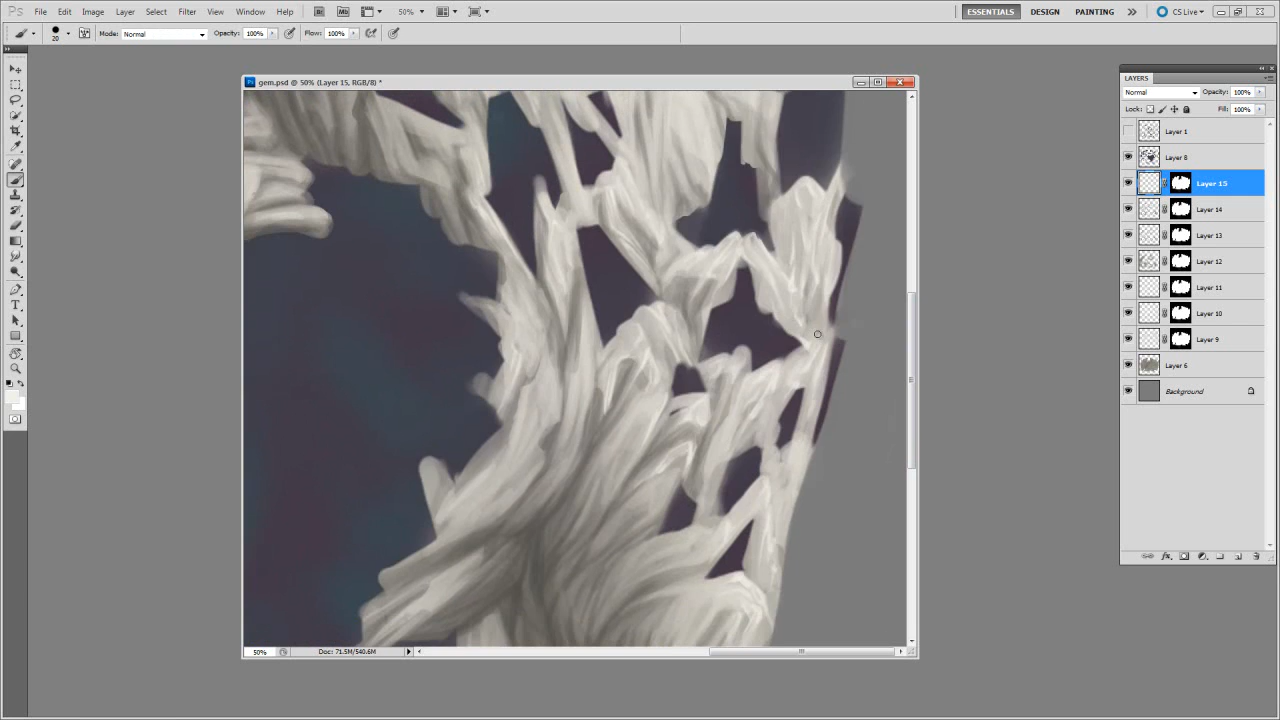 Ps File Edit Image Layer Select Filter View Window Help Br Mb 50% ESSENTIALS DESIGN PAINTING CS Live
20 Mode: Normal Opacity: 100% Flow: 100%
gem.psd @ 50% (Layer 15, RGB/8) *
50% Doc: 71.5M/540.6M
LAYERS
Normal Opacity: 100%
Lock: Fill: 100%
Layer 1
Layer 8
Layer 15
Layer 14
Layer 13
Layer 12
Layer 11
Layer 10
Layer 9
Layer 6
Background